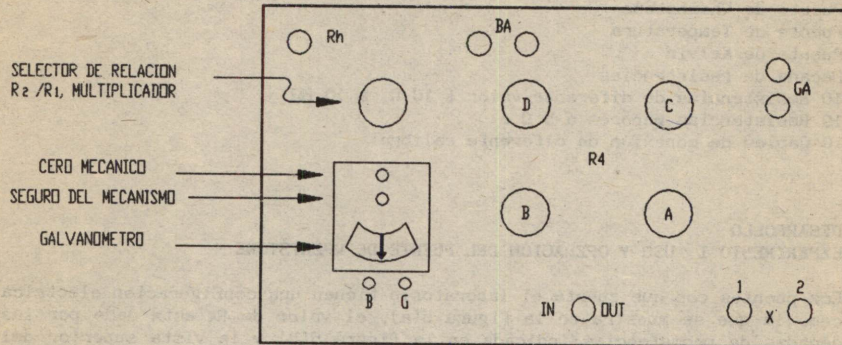 Rh
BA
SELECTOR DE RELACION
R2 /R1, MULTIPLICADOR
D
C
GA
R4
CERO MECANICO
SEGURO DEL MECANISMO
GALVANOMETRO
B
A
B G
IN OUT
1 X 2